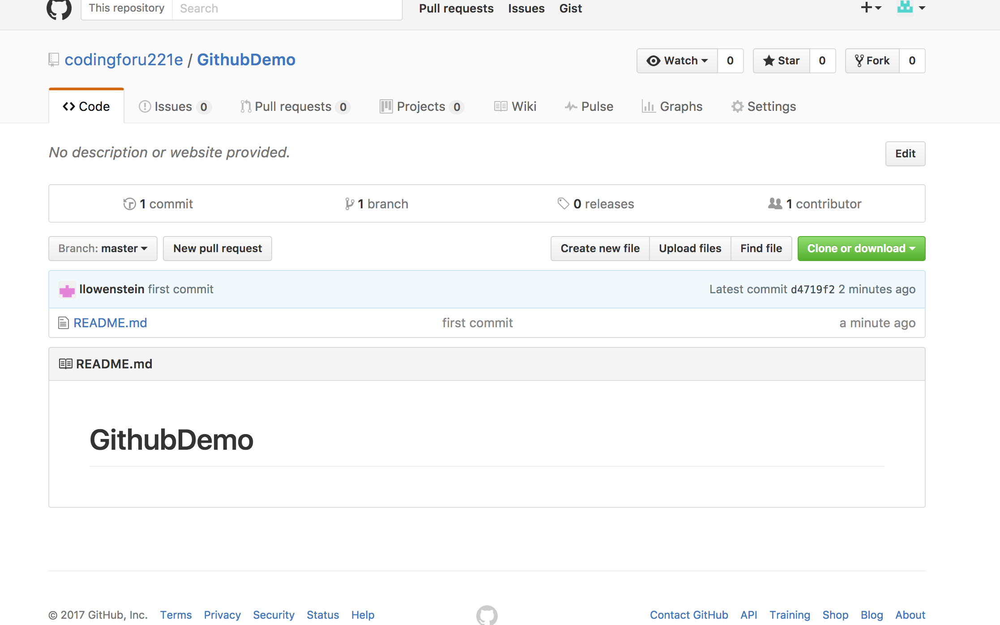 This repository Search Pull requests Issues Gist
codingforu221e / GithubDemo Watch 0 Star 0 Fork 0
Code Issues 0 Pull requests 0 Projects 0 Wiki Pulse Graphs Settings
No description or website provided. Edit
1 commit 1 branch 0 releases 1 contributor
Branch: master New pull request Create new file Upload files Find file Clone or download
llowenstein first commit Latest commit d4719f2 2 minutes ago
README.md first commit a minute ago
README.md
GithubDemo
© 2017 GitHub, Inc. Terms Privacy Security Status Help Contact GitHub API Training Shop Blog About